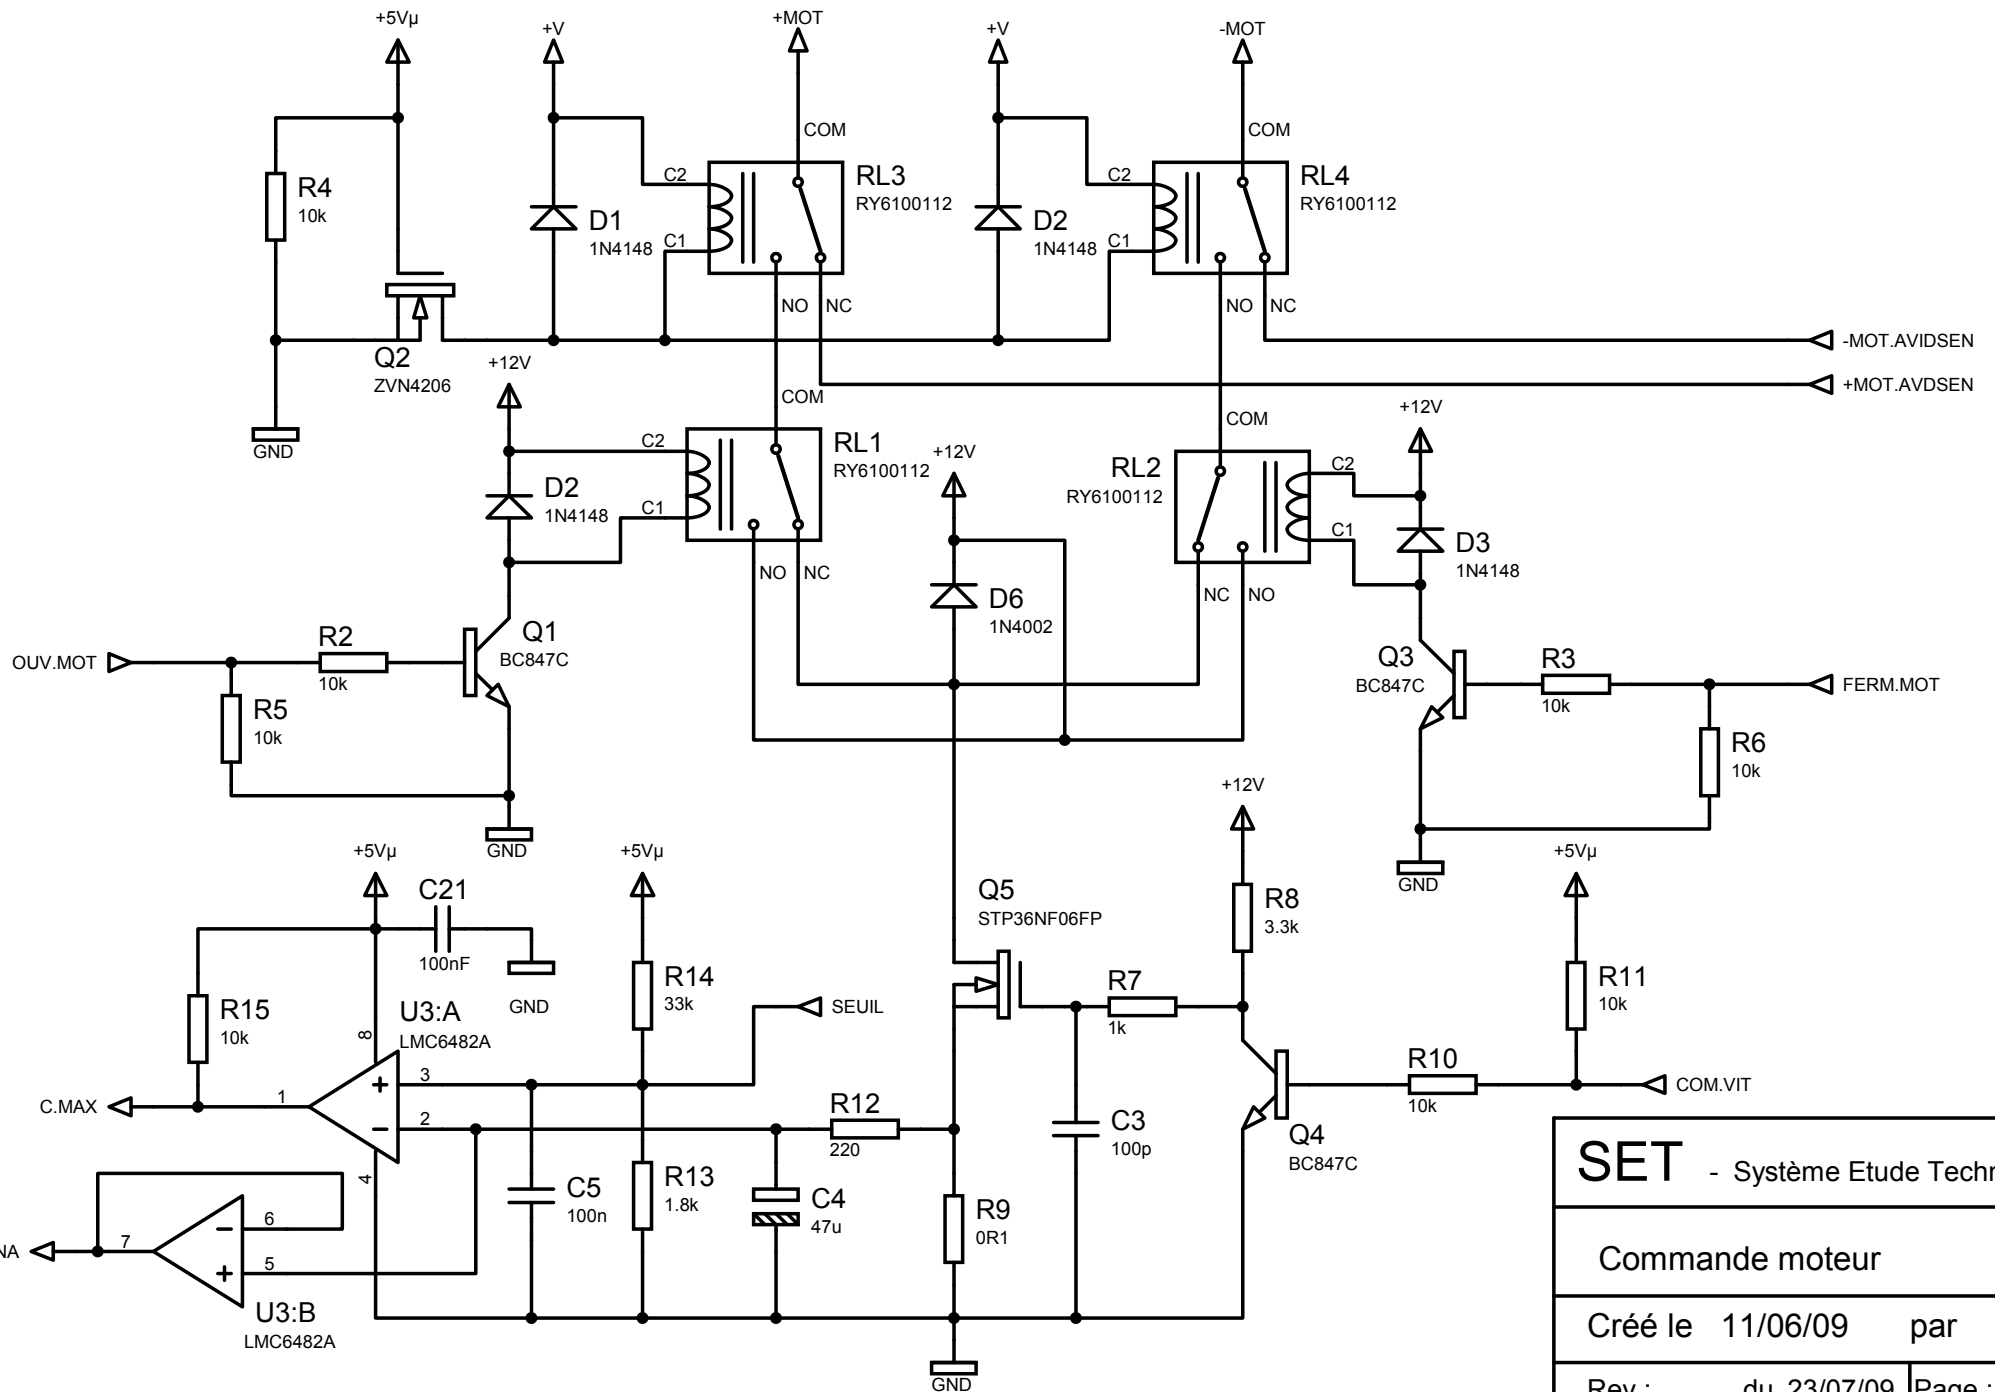 +5Vµ
+V
+MOT
+V
-MOT
COM
COM
R4
10k
D1
1N4148
C2
C1
RL3
RY6100112
D2
1N4148
C2
C1
RL4
RY6100112
NO
NC
NO
NC
Q2
ZVN4206
-MOT.AVIDSEN
+MOT.AVDSEN
GND
+12V
COM
COM
+12V
D2
1N4148
C2
C1
RL1
RY6100112
+12V
RL2
RY6100112
C2
C1
D3
1N4148
NO
NC
D6
1N4002
NC
NO
OUV.MOT
R2
10k
Q1
BC847C
R5
10k
Q3
BC847C
R3
10k
FERM.MOT
R6
10k
GND
GND
+5Vµ
C21
100nF
GND
+5Vµ
Q5
STP36NF06FP
+12V
R8
3.3k
+5Vµ
R15
10k
U3:A
LMC6482A
8
R14
33k
SEUIL
R7
1k
R11
10k
C.MAX
1
3
2
4
R12
220
C3
100p
R10
10k
COM.VIT
Q4
BC847C
C5
100n
R13
1.8k
C4
47u
R9
0R1
NA
7
6
5
U3:B
LMC6482A
GND
SET - Système Etude Techn
Commande moteur
Créé le 11/06/09 par
Rev : du 23/07/09 Page :